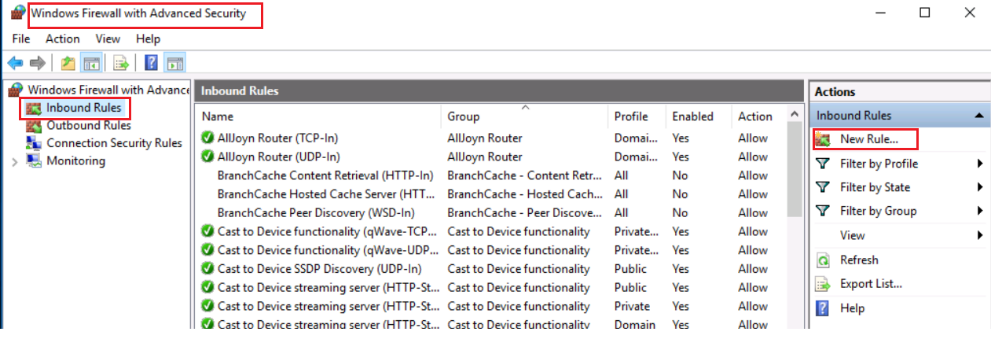 Windows Firewall with Advanced Security
File Action View Help
Windows Firewall with Advance
Inbound Rules
Outbound Rules
Connection Security Rules
Monitoring
Inbound Rules
Name Group Profile Enabled Action
AllJoyn Router (TCP-In) AllJoyn Router Domai... Yes Allow
AllJoyn Router (UDP-In) AllJoyn Router Domai... Yes Allow
BranchCache Content Retrieval (HTTP-In) BranchCache - Content Retr... All No Allow
BranchCache Hosted Cache Server (HTT... BranchCache - Hosted Cach... All No Allow
BranchCache Peer Discovery (WSD-In) BranchCache - Peer Discove... All No Allow
Cast to Device functionality (qWave-TCP... Cast to Device functionality Private... Yes Allow
Cast to Device functionality (qWave-UDP... Cast to Device functionality Private... Yes Allow
Cast to Device SSDP Discovery (UDP-In) Cast to Device functionality Public Yes Allow
Cast to Device streaming server (HTTP-St... Cast to Device functionality Public Yes Allow
Cast to Device streaming server (HTTP-St... Cast to Device functionality Private Yes Allow
Cast to Device streaming server (HTTP-St... Cast to Device functionality Domain Yes Allow
Actions
Inbound Rules
New Rule...
Filter by Profile
Filter by State
Filter by Group
View
Refresh
Export List...
Help